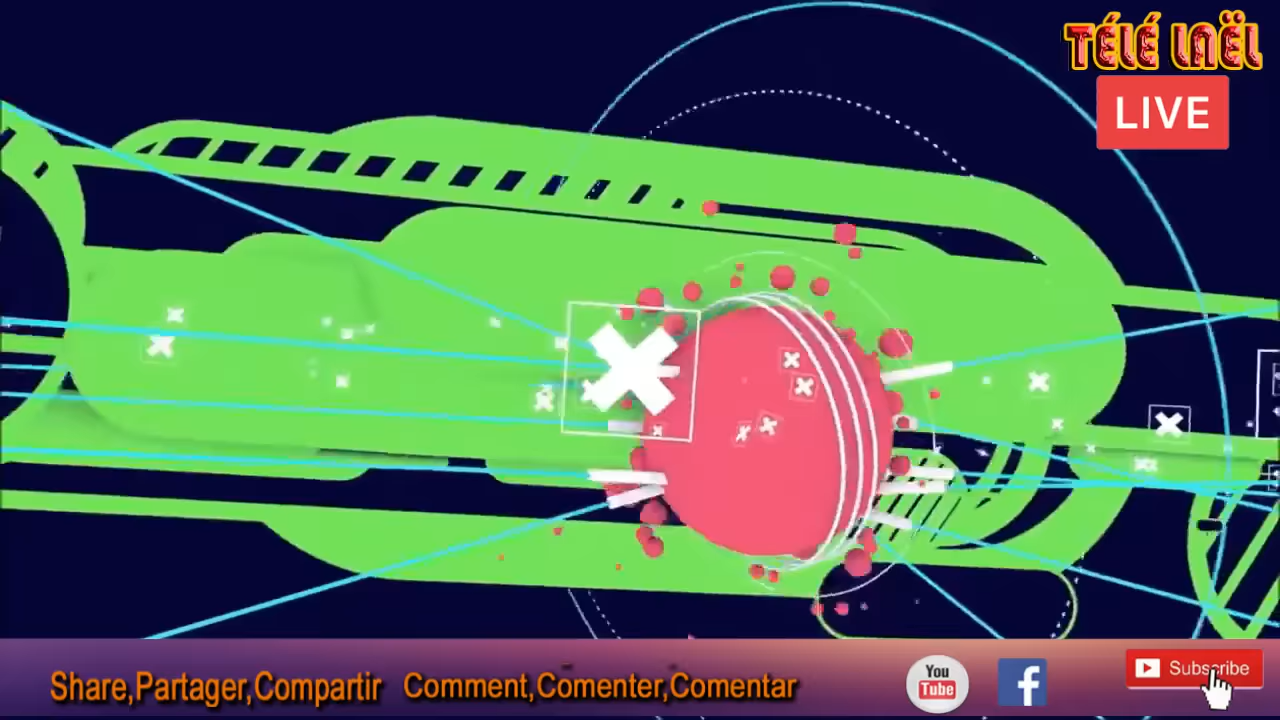 TÉLÉ LAËL
LIVE
Share,Partager,Compartir Comment,Comenter,Comentar
You
Tube
f
Subscribe